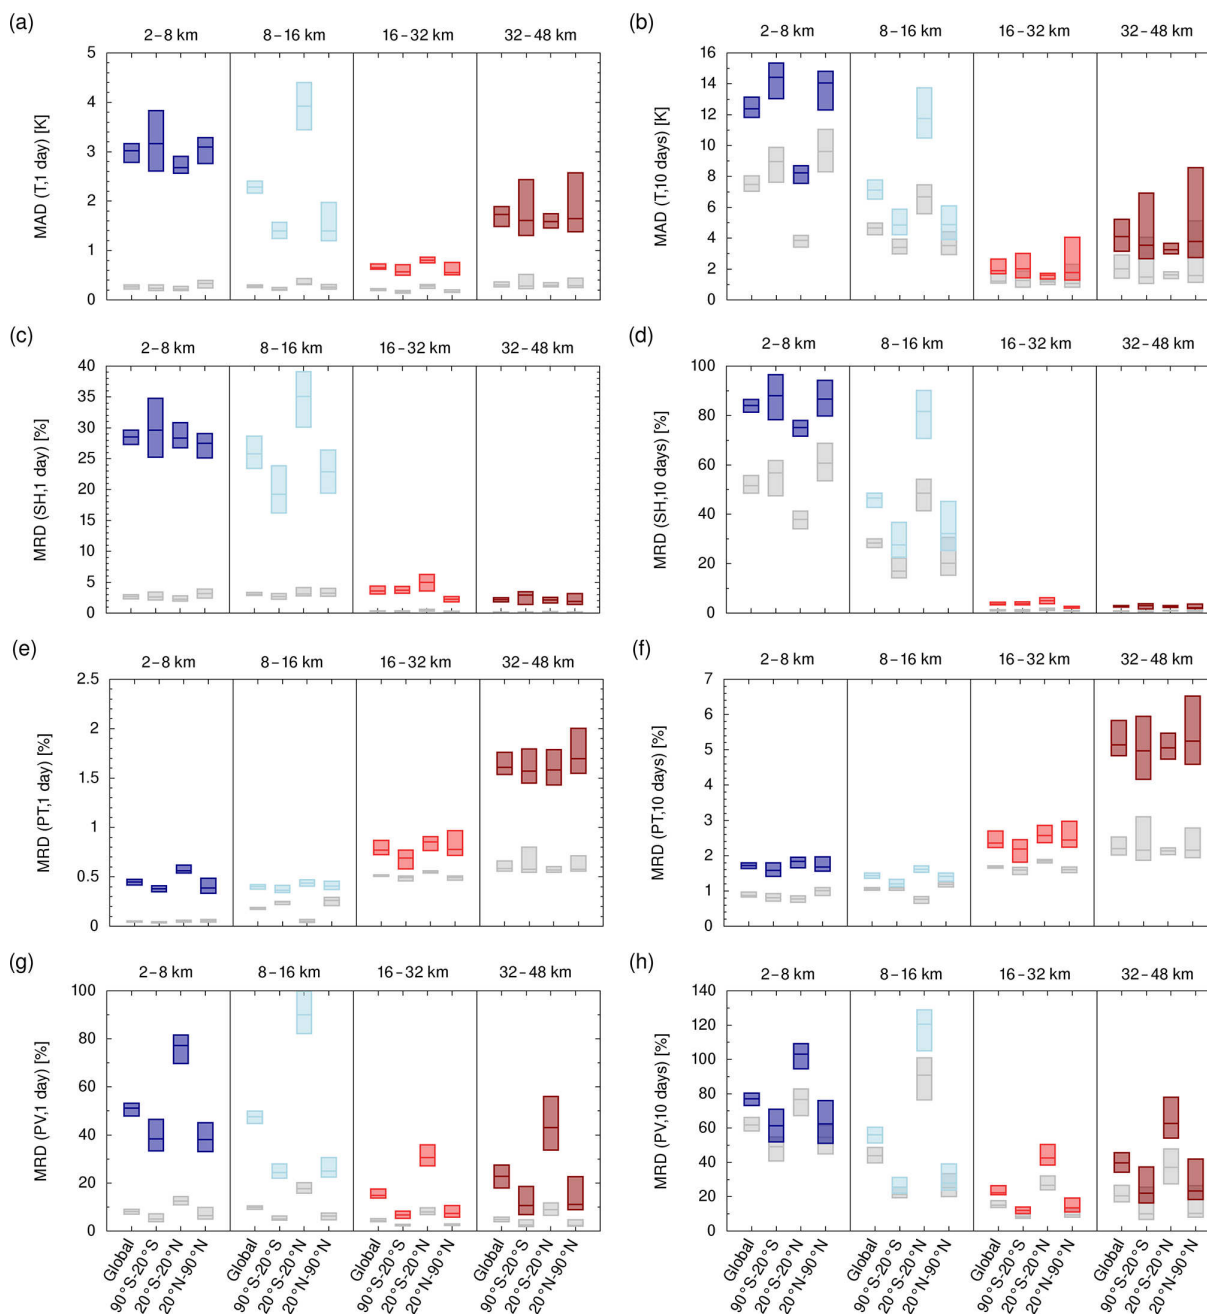 (a)
2–8 km 8–16 km 16–32 km 32–48 km
MAD (T,1 day) [K]
5
4
3
2
1
0
(b)
2–8 km 8–16 km 16–32 km 32–48 km
MAD (T,10 days) [K]
16
14
12
10
8
6
4
2
0
(c)
2–8 km 8–16 km 16–32 km 32–48 km
MRD (SH,1 day) [%]
40
35
30
25
20
15
10
5
0
(d)
2–8 km 8–16 km 16–32 km 32–48 km
MRD (SH,10 days) [%]
100
80
60
40
20
0
(e)
2–8 km 8–16 km 16–32 km 32–48 km
MRD (PT,1 day) [%]
2.5
2
1.5
1
0.5
0
(f)
2–8 km 8–16 km 16–32 km 32–48 km
MRD (PT,10 days) [%]
7
6
5
4
3
2
1
0
(g)
2–8 km 8–16 km 16–32 km 32–48 km
MRD (PV,1 day) [%]
100
80
60
40
20
0
Global
90°S-20°S
20°S-20°N
20°N-90°N
Global
90°S-20°S
20°S-20°N
20°N-90°N
Global
90°S-20°S
20°S-20°N
20°N-90°N
Global
90°S-20°S
20°S-20°N
20°N-90°N
(h)
2–8 km 8–16 km 16–32 km 32–48 km
MRD (PV,10 days) [%]
140
120
100
80
60
40
20
0
Global
90°S-20°S
20°S-20°N
20°N-90°N
Global
90°S-20°S
20°S-20°N
20°N-90°N
Global
90°S-20°S
20°S-20°N
20°N-90°N
Global
90°S-20°S
20°S-20°N
20°N-90°N